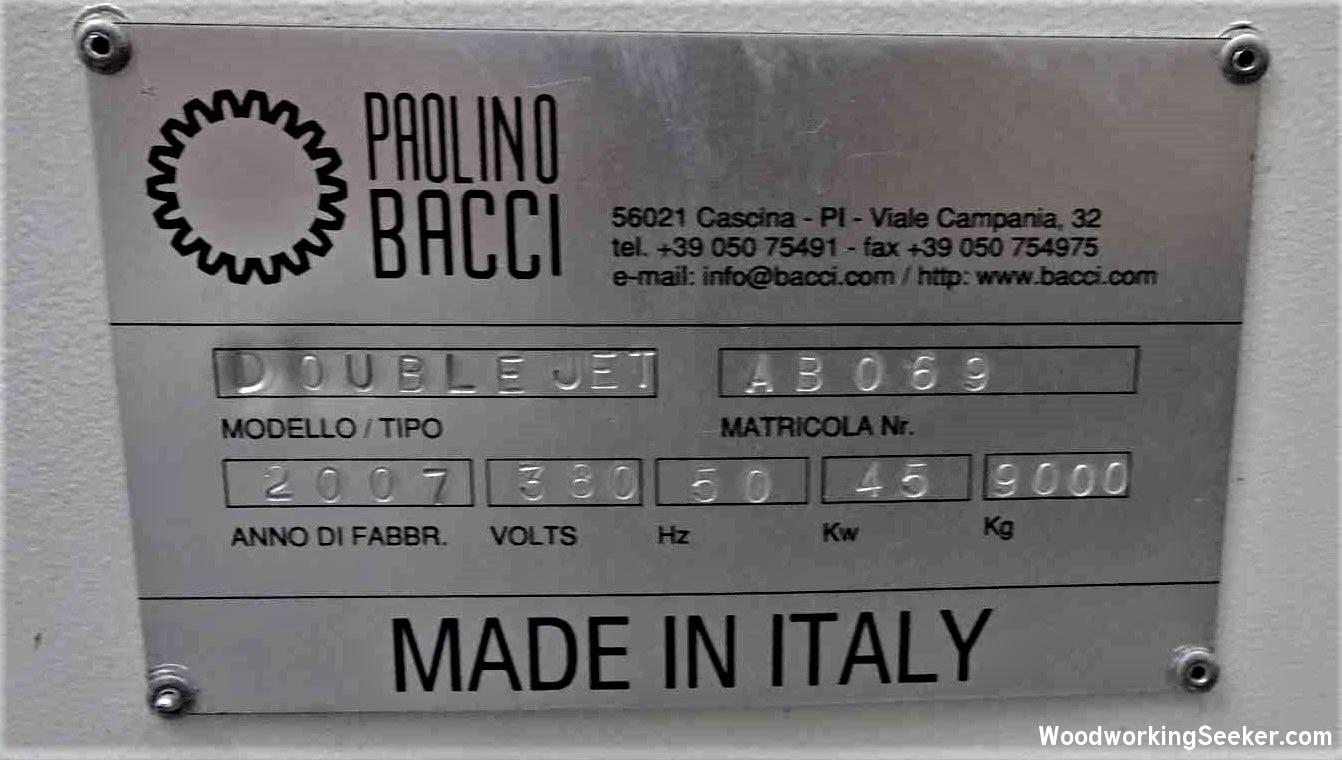 PAOLINO
BACCI
56021 Cascina - PI - Viale Campania, 32
tel. +39 050 75491 - fax +39 050 754975
e-mail: info@bacci.com / http: www.bacci.com
DOUBLE JET AB069
MODELLO / TIPO MATRICOLA Nr.
2007 380 50 45 9000
ANNO DI FABBR. VOLTS Hz Kw Kg
MADE IN ITALY
WoodworkingSeeker.com